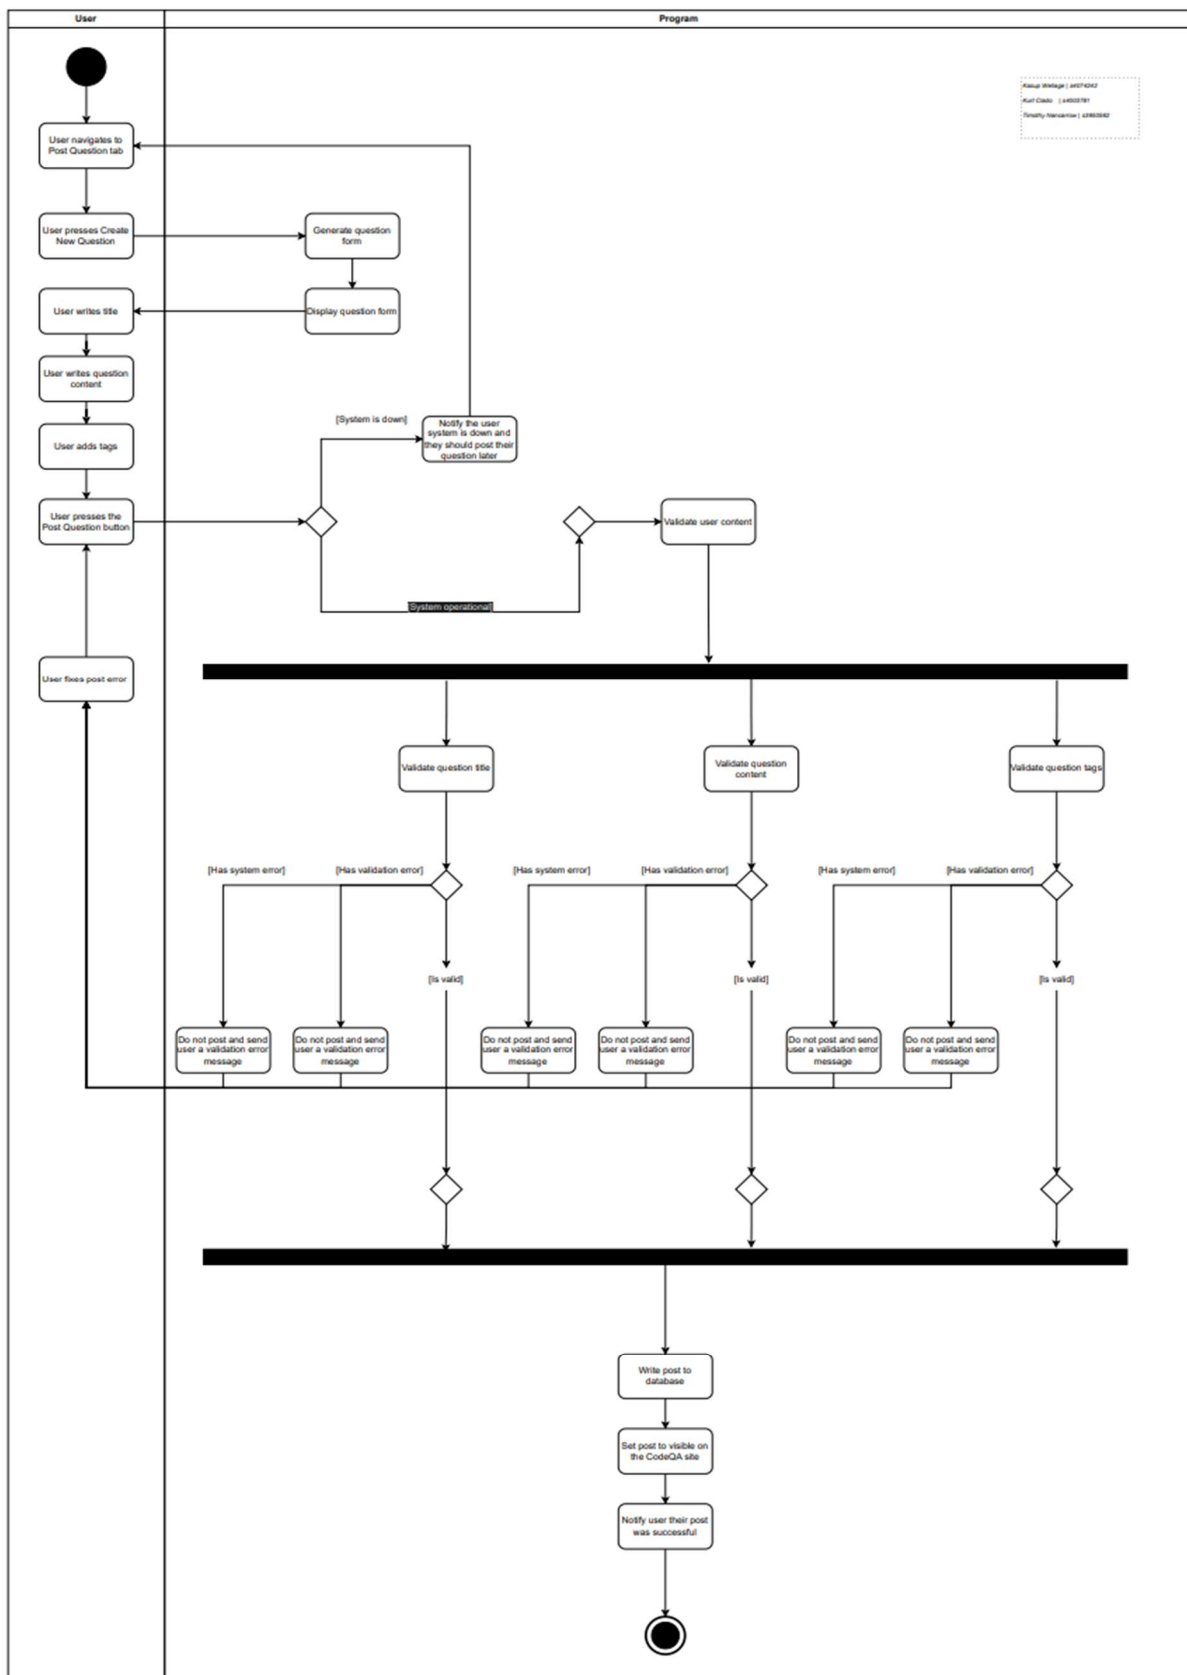 User
Program
Kurt
Timothy
User navigates to
Post Question tab
User presses Create
New Question
Generate question
form
User writes title
Display question form
User writes question
content
[System is down]
Notify the user
system is down and
they should post their
question later
User adds tags
User presses the
Post Question button
Validate user content
[System operational]
User fixes post error
Validate question title
Validate question
content
Validate question tags
[Has system error]
[Has validation error]
[Has system error]
[Has validation error]
[Has system error]
[Has validation error]
[Is valid]
[Is valid]
[Is valid]
Do not post and send
user a validation error
message
Do not post and send
user a validation error
message
Do not post and send
user a validation error
message
Do not post and send
user a validation error
message
Do not post and send
user a validation error
message
Do not post and send
user a validation error
message
Write post to
database
Set post to visible on
the CodeQA site
Notify user their post
was successful